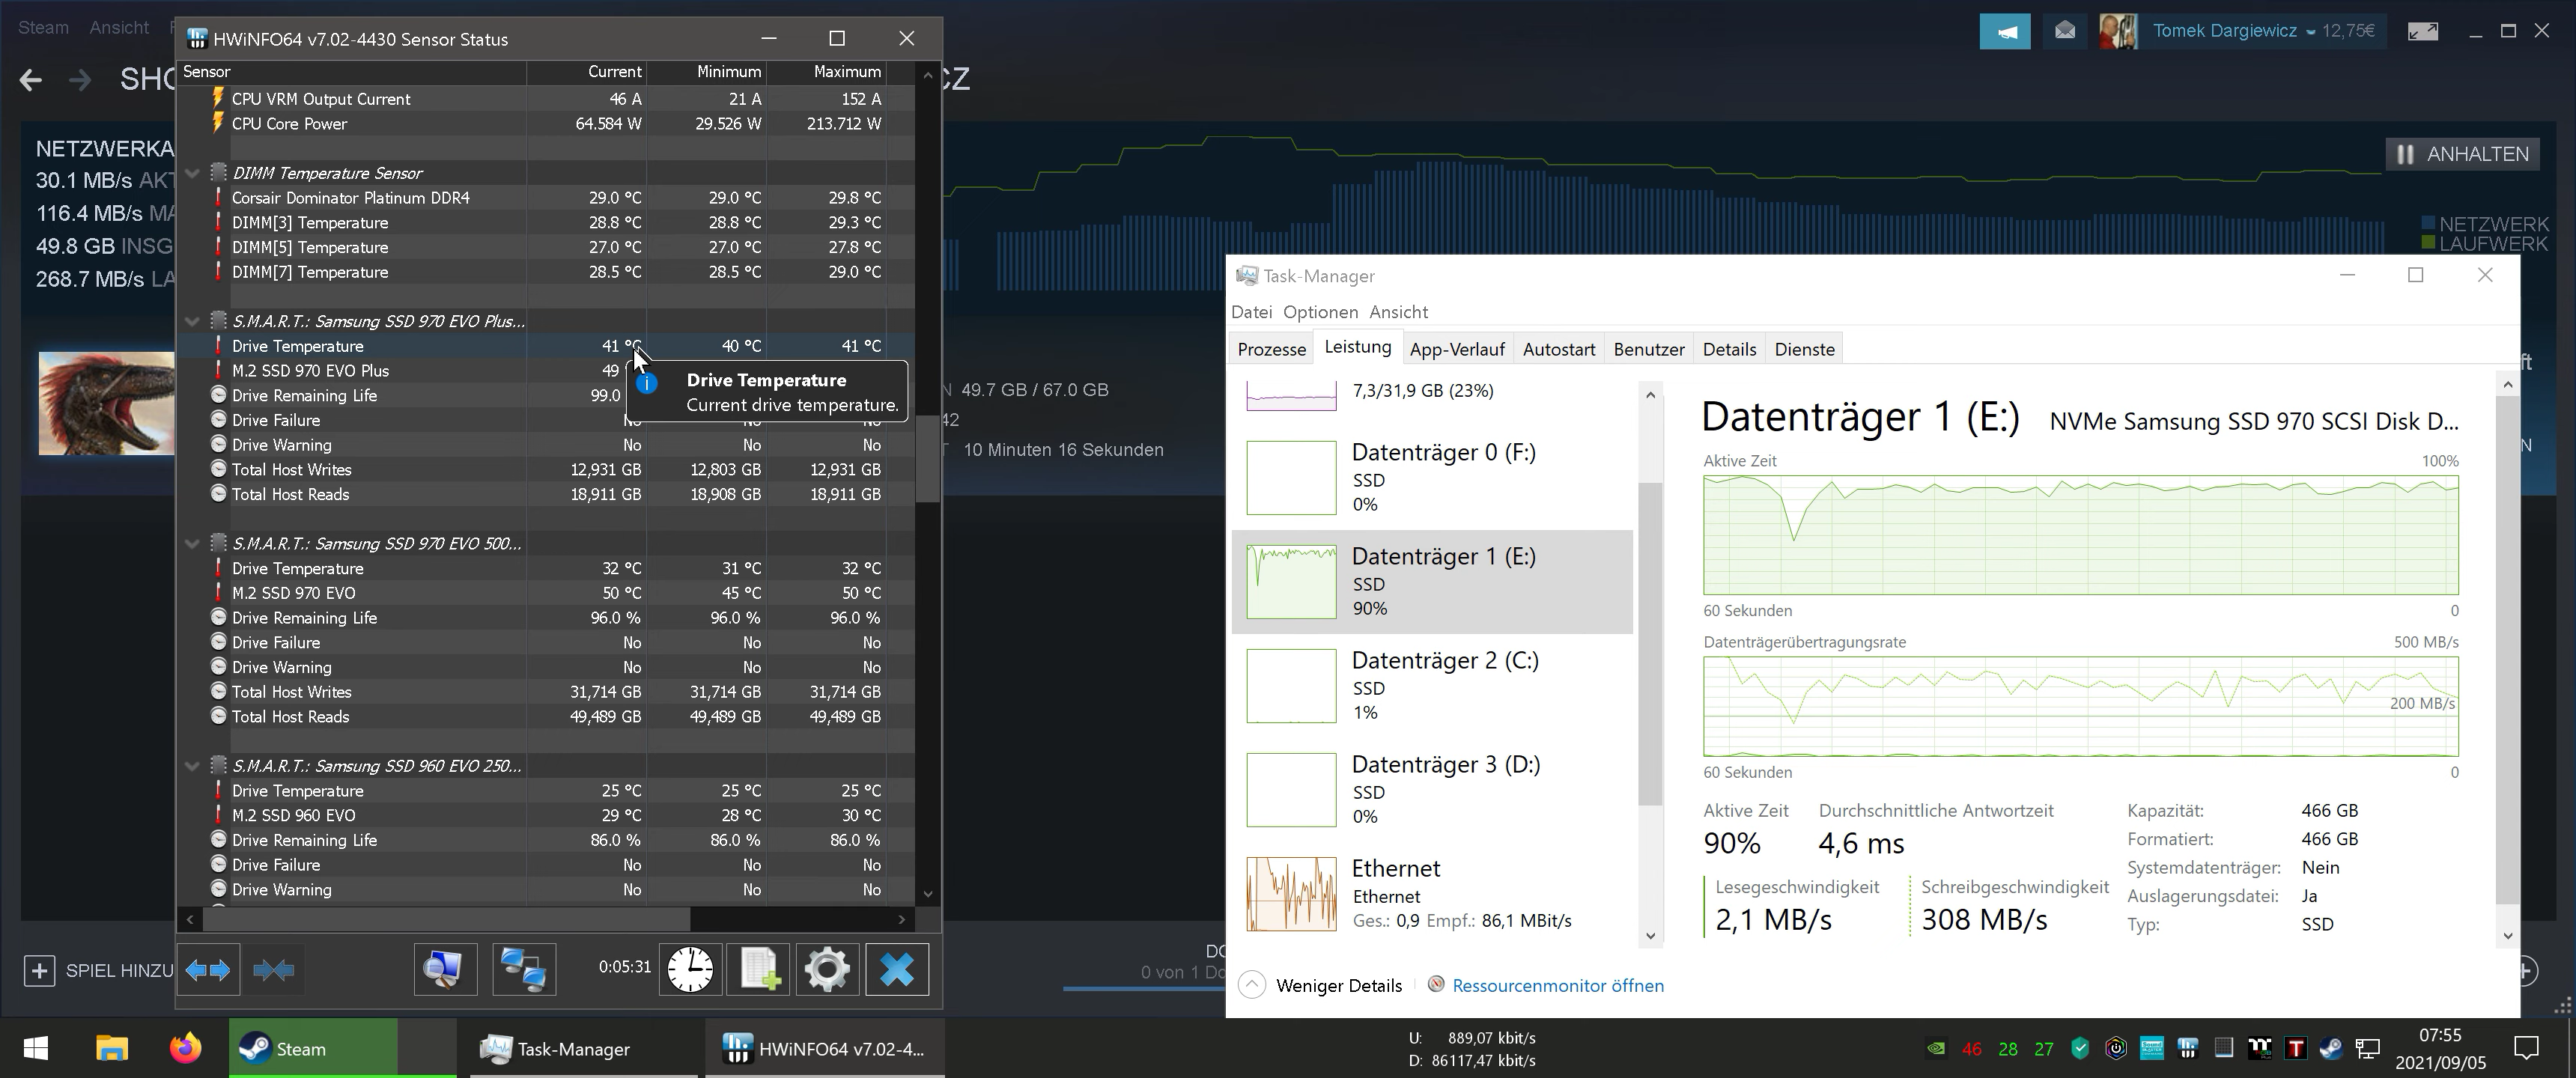 Steam Ansicht
Tomek Dargiewicz 12,75€
CZ
NETZWERKA
30.1 MB/s AKT
116.4 MB/s MA
49.8 GB INSG
268.7 MB/s LA
ANHALTEN
NETZWERK
LAUFWERK
49.7 GB / 67.0 GB
42
10 Minuten 16 Sekunden
SPIEL HINZU
0 von 1 Do
HWiNFO64 v7.02-4430 Sensor Status
Sensor Current Minimum Maximum
CPU VRM Output Current 46 A 21 A 152 A
CPU Core Power 64.584 W 29.526 W 213.712 W
DIMM Temperature Sensor
Corsair Dominator Platinum DDR4 29.0 °C 29.0 °C 29.8 °C
DIMM[3] Temperature 28.8 °C 28.8 °C 29.3 °C
DIMM[5] Temperature 27.0 °C 27.0 °C 27.8 °C
DIMM[7] Temperature 28.5 °C 28.5 °C 29.0 °C
S.M.A.R.T.: Samsung SSD 970 EVO Plus...
Drive Temperature 41 °C 40 °C 41 °C
M.2 SSD 970 EVO Plus 49
Drive Remaining Life 99.0
Drive Failure No No
Drive Warning No No No
Total Host Writes 12,931 GB 12,803 GB 12,931 GB
Total Host Reads 18,911 GB 18,908 GB 18,911 GB
Drive Temperature
Current drive temperature.
S.M.A.R.T.: Samsung SSD 970 EVO 500...
Drive Temperature 32 °C 31 °C 32 °C
M.2 SSD 970 EVO 50 °C 45 °C 50 °C
Drive Remaining Life 96.0 % 96.0 % 96.0 %
Drive Failure No No No
Drive Warning No No No
Total Host Writes 31,714 GB 31,714 GB 31,714 GB
Total Host Reads 49,489 GB 49,489 GB 49,489 GB
S.M.A.R.T.: Samsung SSD 960 EVO 250...
Drive Temperature 25 °C 25 °C 25 °C
M.2 SSD 960 EVO 29 °C 28 °C 30 °C
Drive Remaining Life 86.0 % 86.0 % 86.0 %
Drive Failure No No No
Drive Warning No No No
0:05:31
Task-Manager
Datei Optionen Ansicht
Prozesse Leistung App-Verlauf Autostart Benutzer Details Dienste
7,3/31,9 GB (23%)
Datenträger 0 (F:)
SSD
0%
Datenträger 1 (E:)
SSD
90%
Datenträger 2 (C:)
SSD
1%
Datenträger 3 (D:)
SSD
0%
Ethernet
Ethernet
Ges.: 0,9 Empf.: 86,1 MBit/s
Datenträger 1 (E:) NVMe Samsung SSD 970 SCSI Disk D...
Aktive Zeit 100%
60 Sekunden 0
Datenträgerübertragungsrate 500 MB/s
200 MB/s
60 Sekunden 0
Aktive Zeit
90%
Durchschnittliche Antwortzeit
4,6 ms
Lesegeschwindigkeit
2,1 MB/s
Schreibgeschwindigkeit
308 MB/s
Kapazität: 466 GB
Formatiert: 466 GB
Systemdatenträger: Nein
Auslagerungsdatei: Ja
Typ: SSD
Weniger Details Ressourcenmonitor öffnen
Steam
Task-Manager
HWiNFO64 v7.02-4...
U: 889,07 kbit/s
D: 86117,47 kbit/s
46 28 27
07:55
2021/09/05